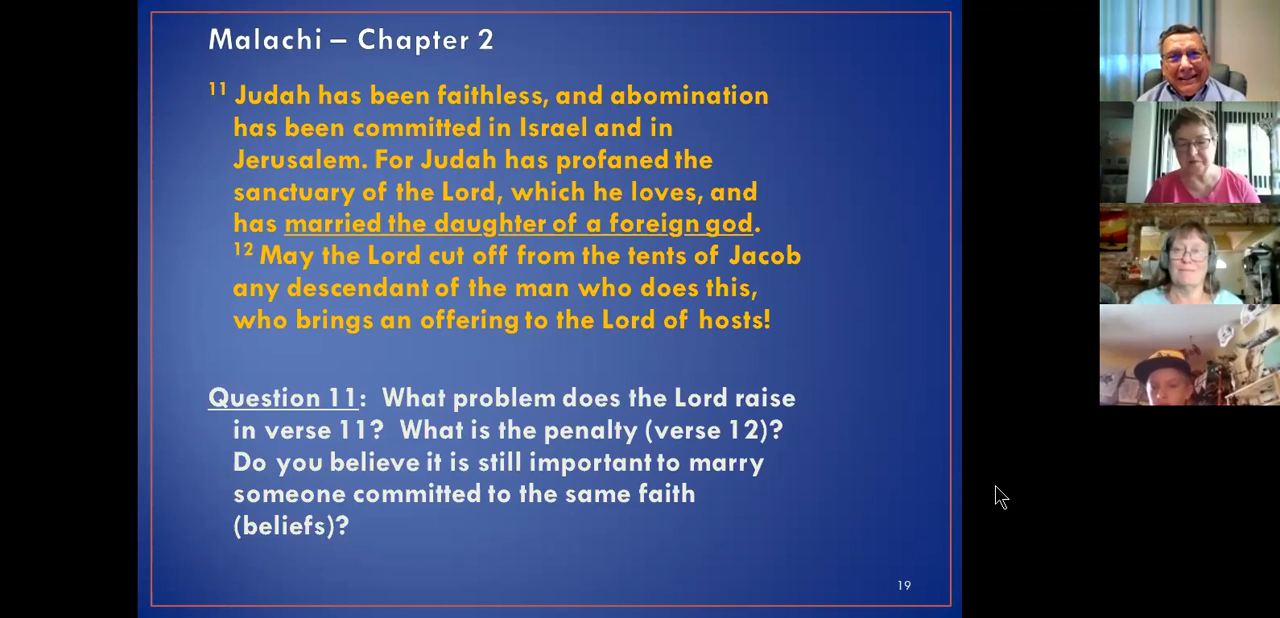 Malachi – Chapter 2
11 Judah has been faithless, and abomination
has been committed in Israel and in
Jerusalem. For Judah has profaned the
sanctuary of the Lord, which he loves, and
has married the daughter of a foreign god.
12 May the Lord cut off from the tents of Jacob
any descendant of the man who does this,
who brings an offering to the Lord of hosts!
Question 11: What problem does the Lord raise
in verse 11? What is the penalty (verse 12)?
Do you believe it is still important to marry
someone committed to the same faith
(beliefs)?
19